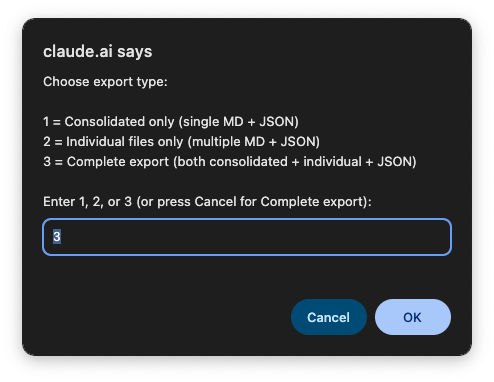 claude.ai says
Choose export type:
1 = Consolidated only (single MD + JSON)
2 = Individual files only (multiple MD + JSON)
3 = Complete export (both consolidated + individual + JSON)
Enter 1, 2, or 3 (or press Cancel for Complete export):
3
Cancel
OK